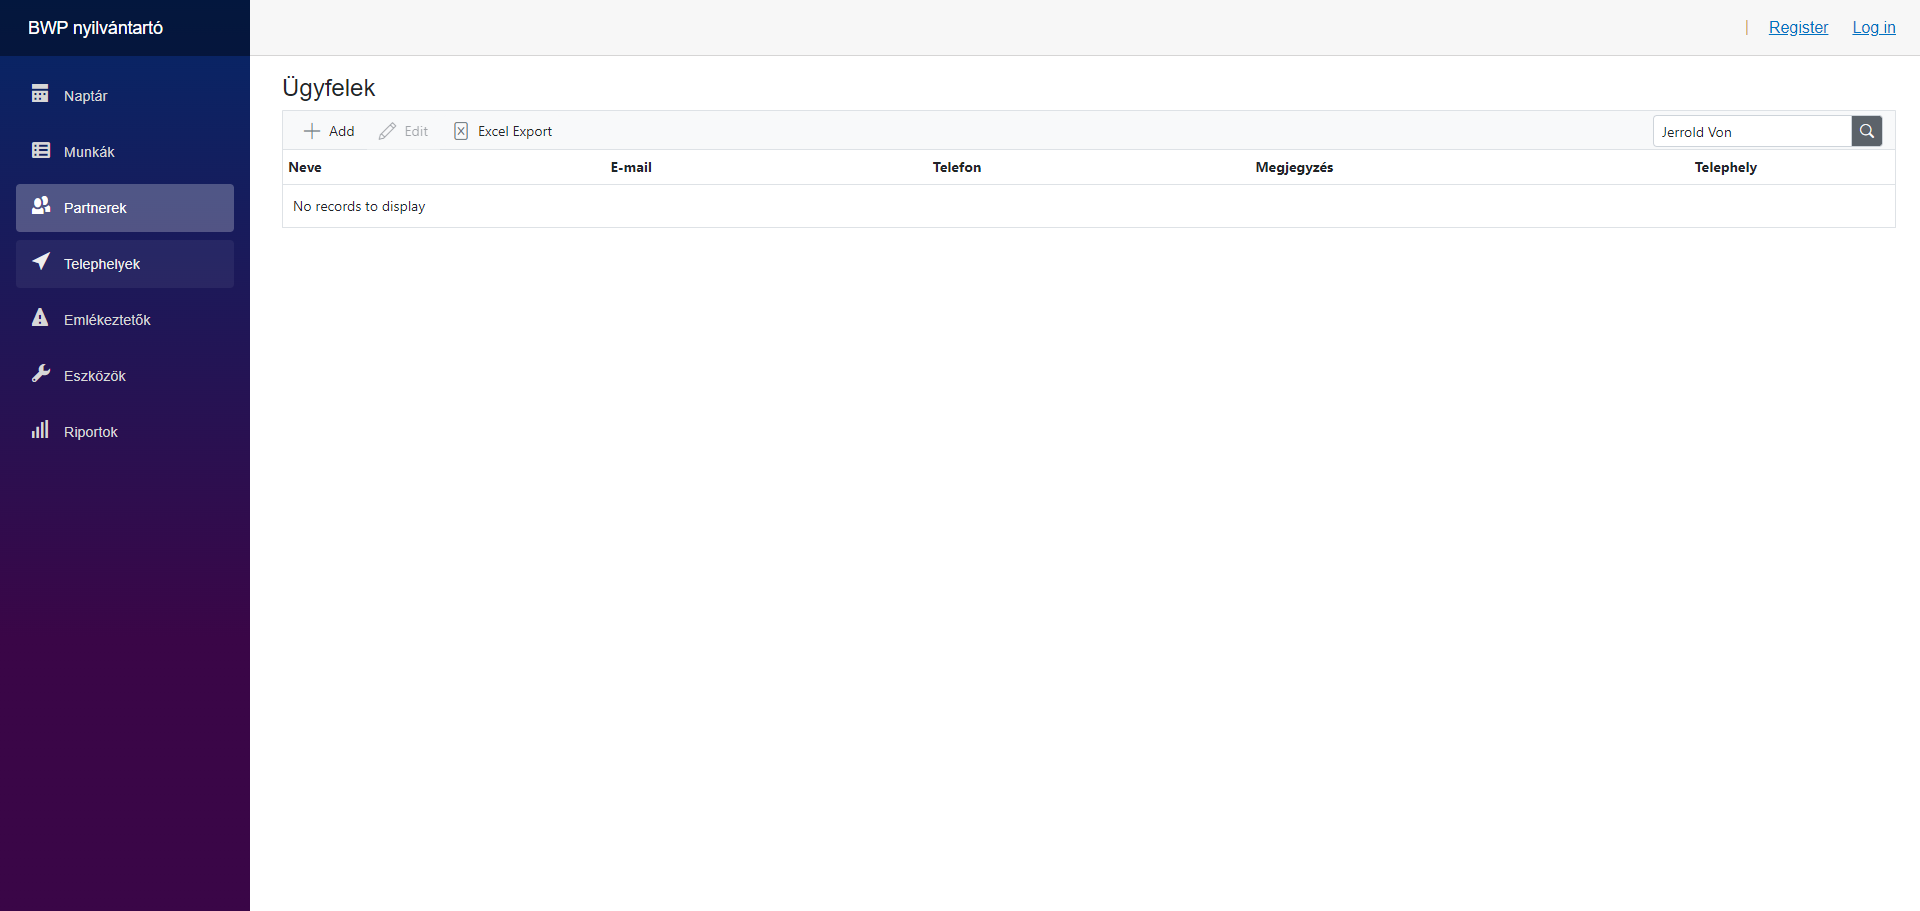 BWP nyilvántartó
Register Log in
Naptár
Munkák
Partnerek
Telephelyek
Emlékeztetők
Eszközök
Riportok
Ügyfelek
Add Edit Excel Export Jerrold Von
Neve E-mail Telefon Megjegyzés Telephely
No records to display